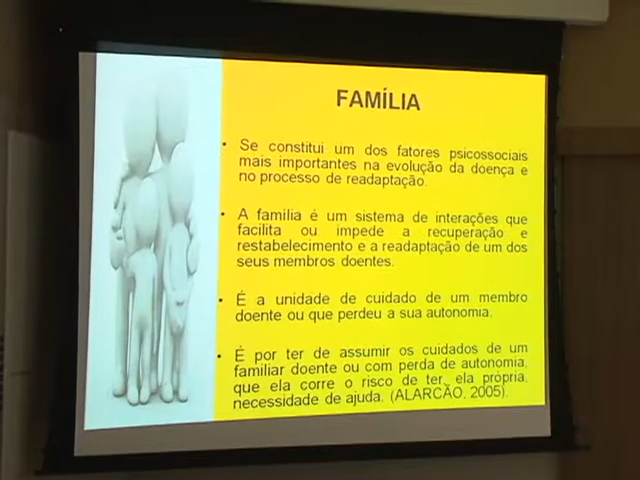 FAMÍLIA
• Se constitui um dos fatores psicossociais
mais importantes na evolução da doença e
no processo de readaptação.
• A família é um sistema de interações que
facilita ou impede a recuperação e
restabelecimento e a readaptação de um dos
seus membros doentes.
• É a unidade de cuidado de um membro
doente ou que perdeu a sua autonomia.
• É por ter de assumir os cuidados de um
familiar doente ou com perda de autonomia,
que ela corre o risco de ter, ela própria,
necessidade de ajuda. (ALARCÃO, 2005).